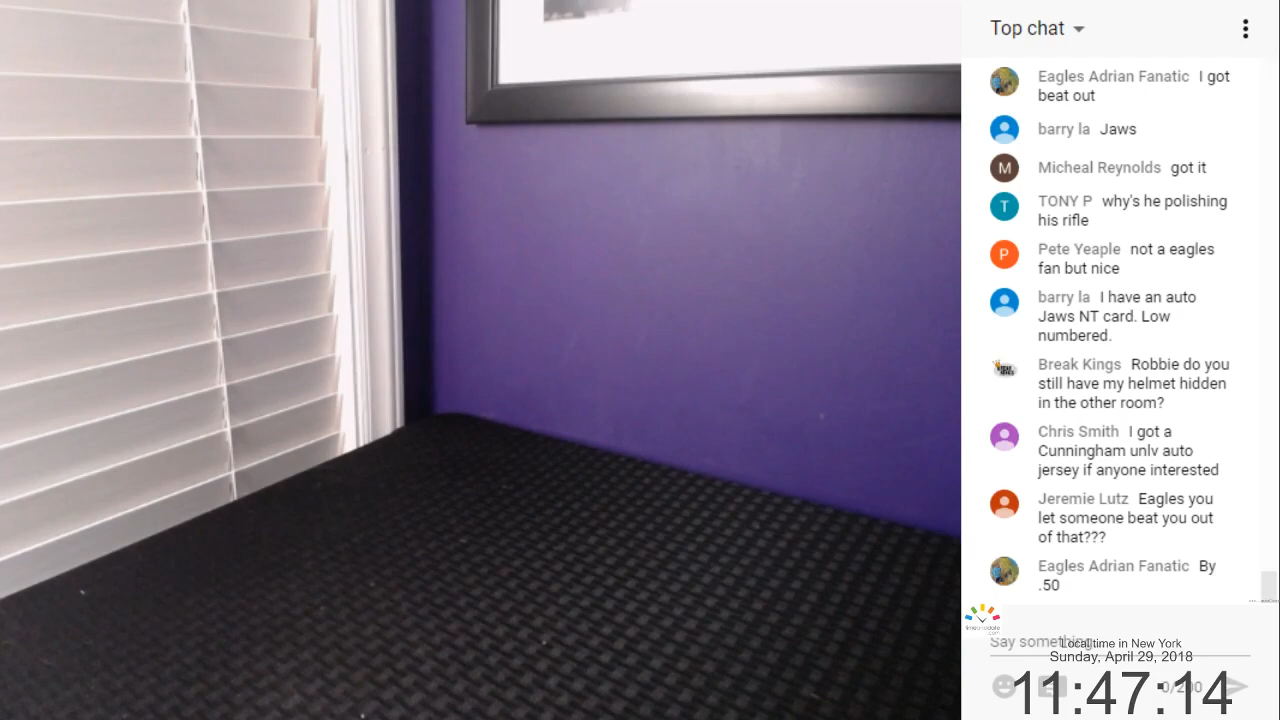 Top chat
Eagles Adrian Fanatic I got
beat out
barry la Jaws
M
Micheal Reynolds got it
T
TONY P why's he polishing
his rifle
P
Pete Yeaple not a eagles
fan but nice
barry la I have an auto
Jaws NT card. Low
numbered.
Break Kings Robbie do you
still have my helmet hidden
in the other room?
Chris Smith I got a
Cunningham unlv auto
jersey if anyone interested
Jeremie Lutz Eagles you
let someone beat you out
of that???
Eagles Adrian Fanatic By
.50
Say something...
Local time in New York
Sunday, April 29, 2018
0/200
11:47:14